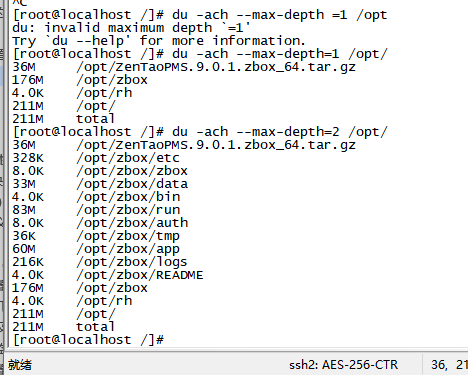 ^C
[root@localhost /]# du -ach --max-depth =1 /opt
du: invalid maximum depth `=1'
Try `du --help' for more information.
[root@localhost /]# du -ach --max-depth=1 /opt/
36M /opt/ZenTaoPMS.9.0.1.zbox_64.tar.gz
176M /opt/zbox
4.0K /opt/rh
211M /opt/
211M total
[root@localhost /]# du -ach --max-depth=2 /opt/
36M /opt/ZenTaoPMS.9.0.1.zbox_64.tar.gz
328K /opt/zbox/etc
8.0K /opt/zbox/zbox
33M /opt/zbox/data
4.0K /opt/zbox/bin
83M /opt/zbox/run
8.0K /opt/zbox/auth
36K /opt/zbox/tmp
60M /opt/zbox/app
216K /opt/zbox/logs
4.0K /opt/zbox/README
176M /opt/zbox
4.0K /opt/rh
211M /opt/
211M total
[root@localhost /]#
就绪 ssh2: AES-256-CTR 36, 21